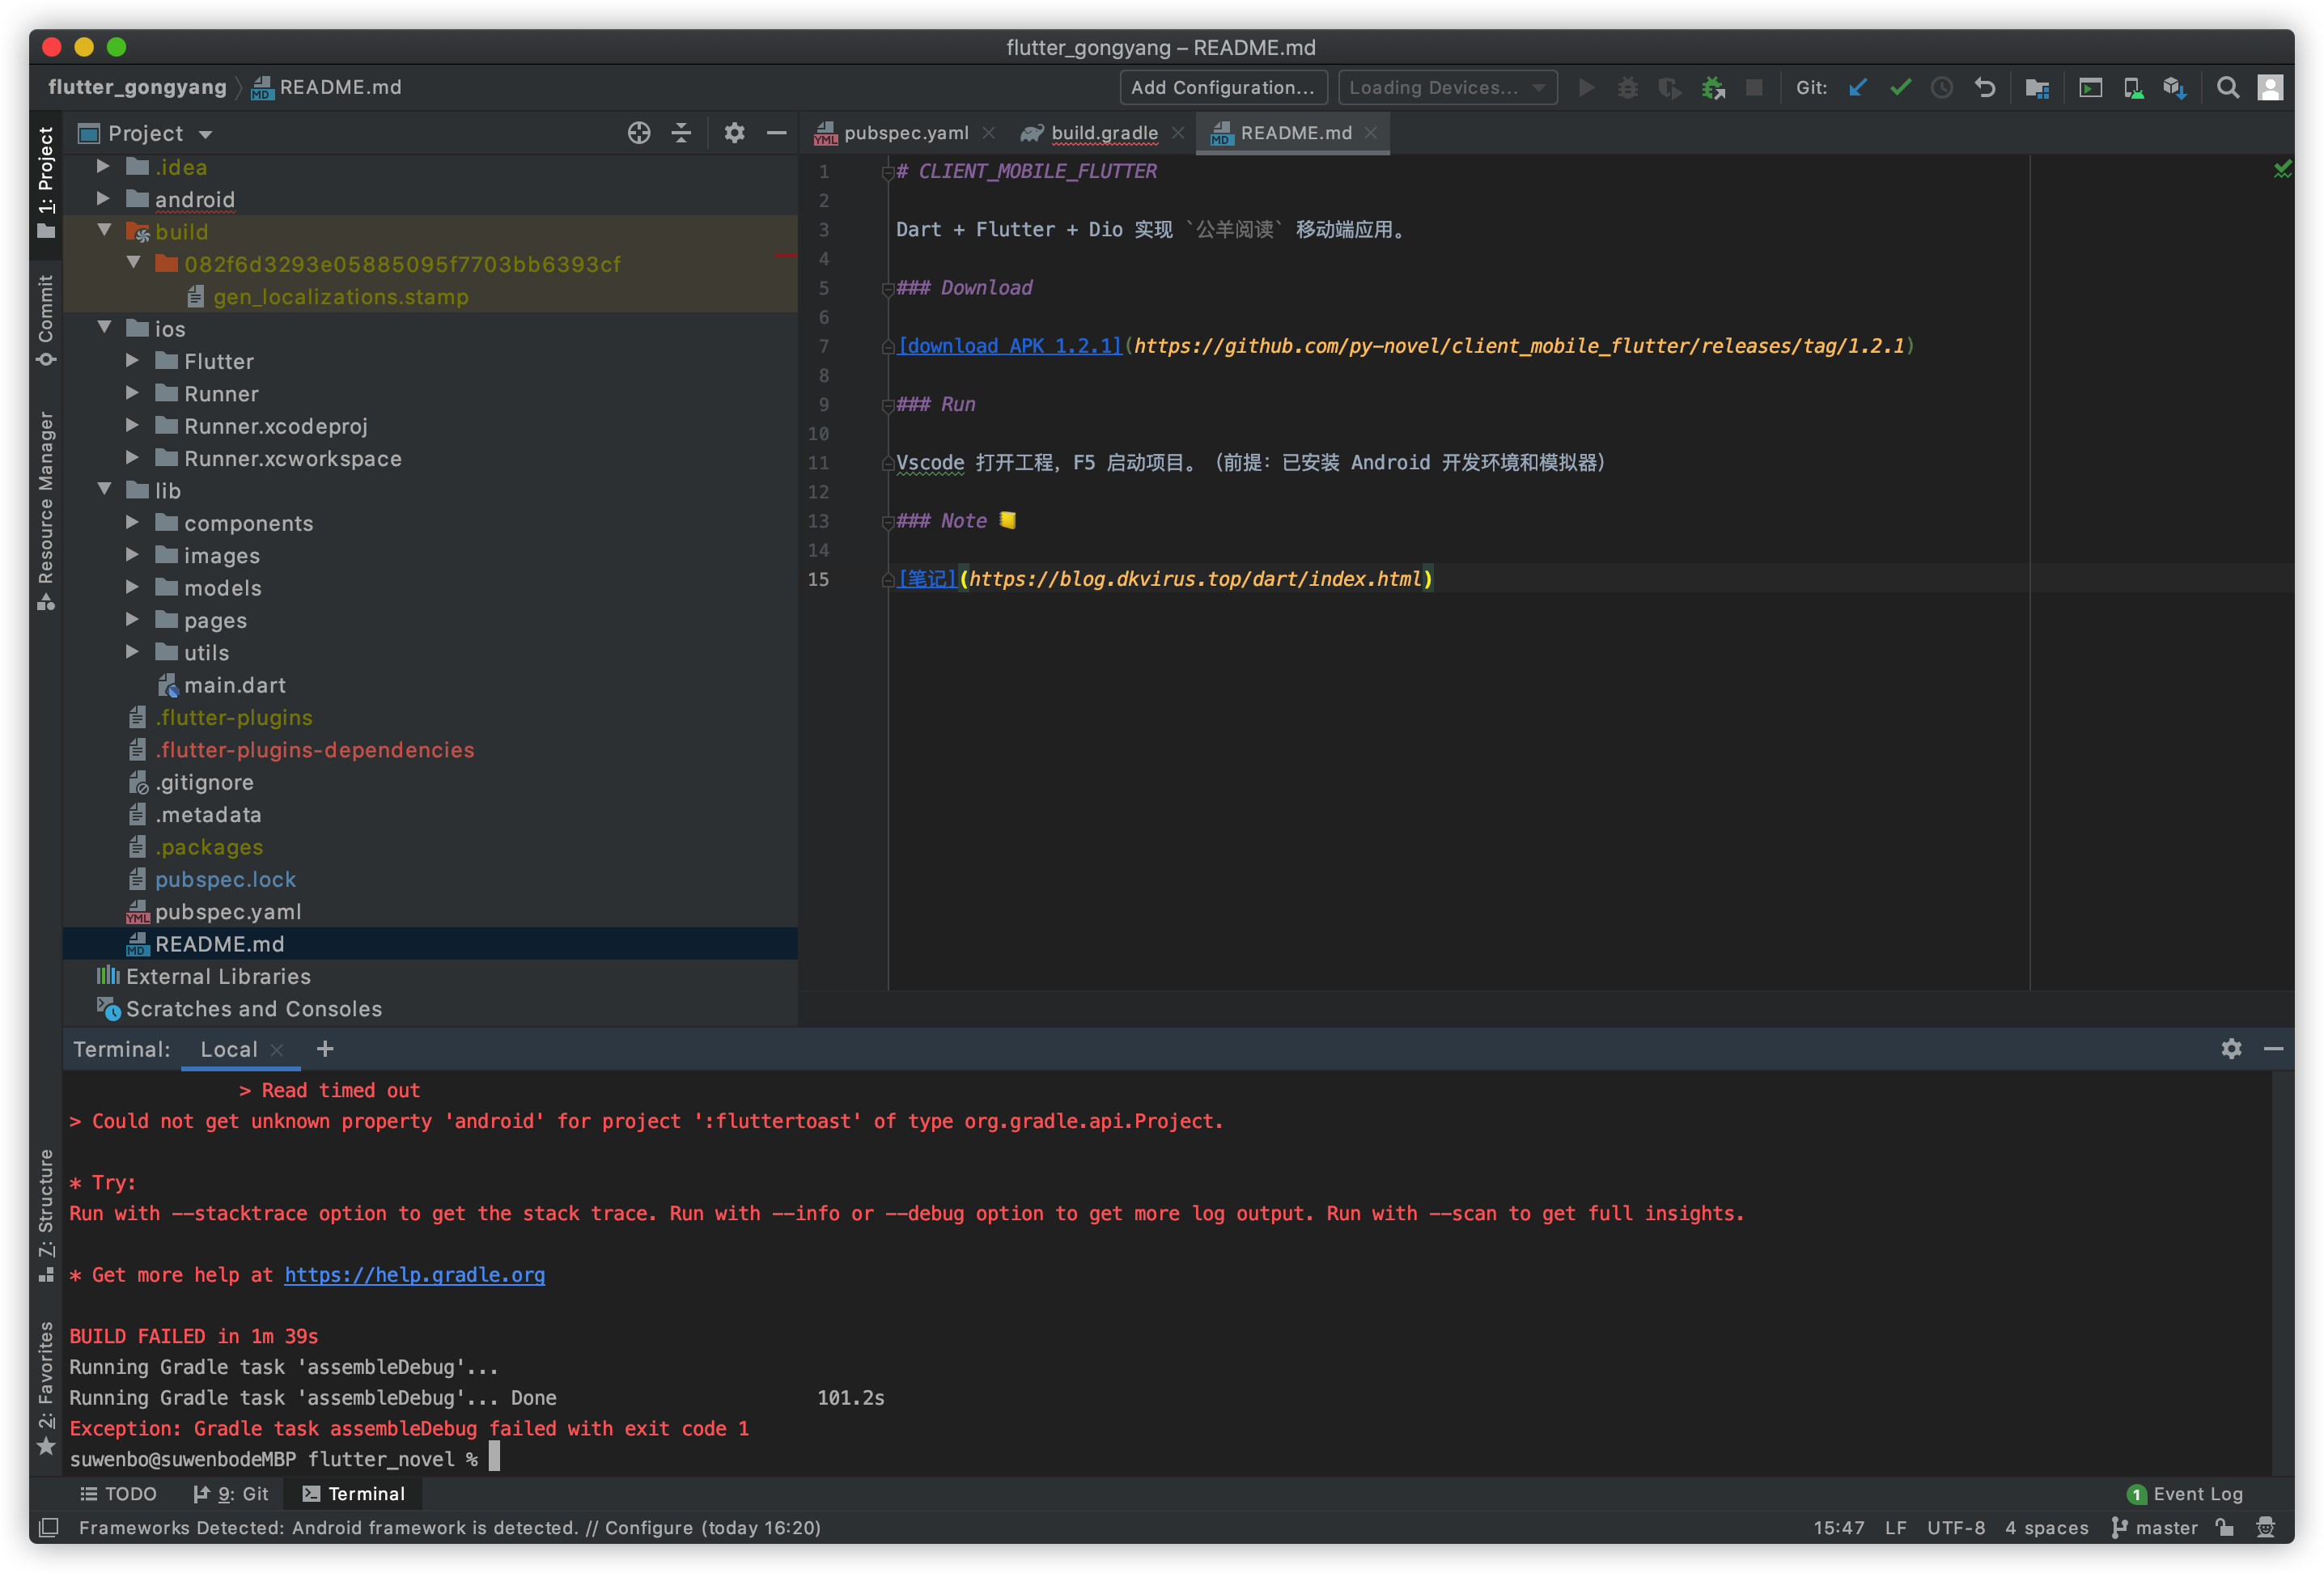 flutter_gongyang – README.md
flutter_gongyang README.md
Add Configuration...
Loading Devices...
Git:
1: Project
Commit
Resource Manager
7: Structure
2: Favorites
Project
.idea
android
build
082f6d3293e05885095f7703bb6393cf
gen_localizations.stamp
ios
Flutter
Runner
Runner.xcodeproj
Runner.xcworkspace
lib
components
images
models
pages
utils
main.dart
.flutter-plugins
.flutter-plugins-dependencies
.gitignore
.metadata
.packages
pubspec.lock
pubspec.yaml
README.md
External Libraries
Scratches and Consoles
pubspec.yaml
build.gradle
README.md
1 # CLIENT_MOBILE_FLUTTER
2
3 Dart + Flutter + Dio 实现 `公羊阅读` 移动端应用。
4
5 ### Download
6
7 [download APK 1.2.1](https://github.com/py-novel/client_mobile_flutter/releases/tag/1.2.1)
8
9 ### Run
10
11 Vscode 打开工程，F5 启动项目。（前提：已安装 Android 开发环境和模拟器）
12
13 ### Note 📒
14
15 [笔记](https://blog.dkvirus.top/dart/index.html)
Terminal: Local +
> Read timed out
> Could not get unknown property 'android' for project ':fluttertoast' of type org.gradle.api.Project.
* Try:
Run with --stacktrace option to get the stack trace. Run with --info or --debug option to get more log output. Run with --scan to get full insights.
* Get more help at https://help.gradle.org
BUILD FAILED in 1m 39s
Running Gradle task 'assembleDebug'...
Running Gradle task 'assembleDebug'... Done 101.2s
Exception: Gradle task assembleDebug failed with exit code 1
suwenbo@suwenbodeMBP flutter_novel %
TODO
9: Git
Terminal
1 Event Log
Frameworks Detected: Android framework is detected. // Configure (today 16:20)
15:47 LF UTF-8 4 spaces master